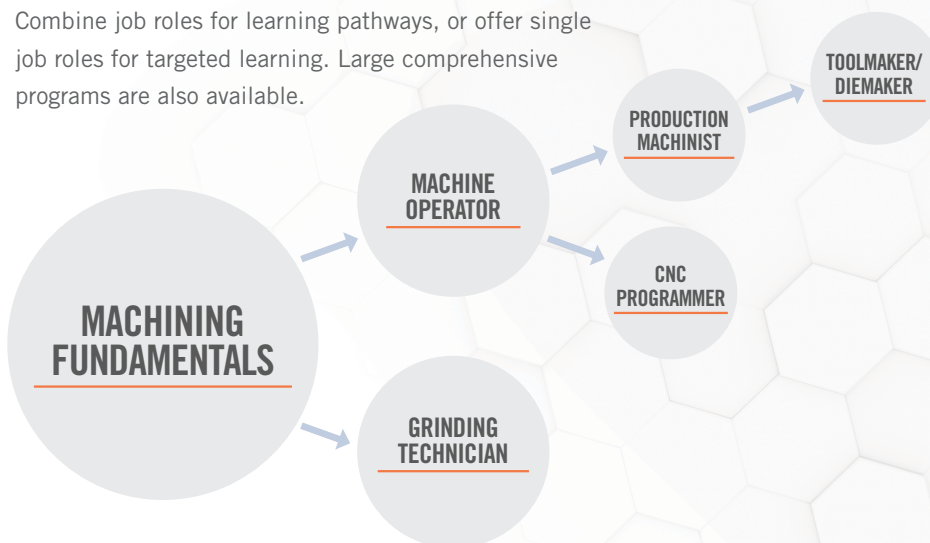 Combine job roles for learning pathways, or offer single
job roles for targeted learning. Large comprehensive
programs are also available.
TOOLMAKER/
DIEMAKER
PRODUCTION
MACHINIST
MACHINE
OPERATOR
CNC
PROGRAMMER
MACHINING
FUNDAMENTALS
GRINDING
TECHNICIAN